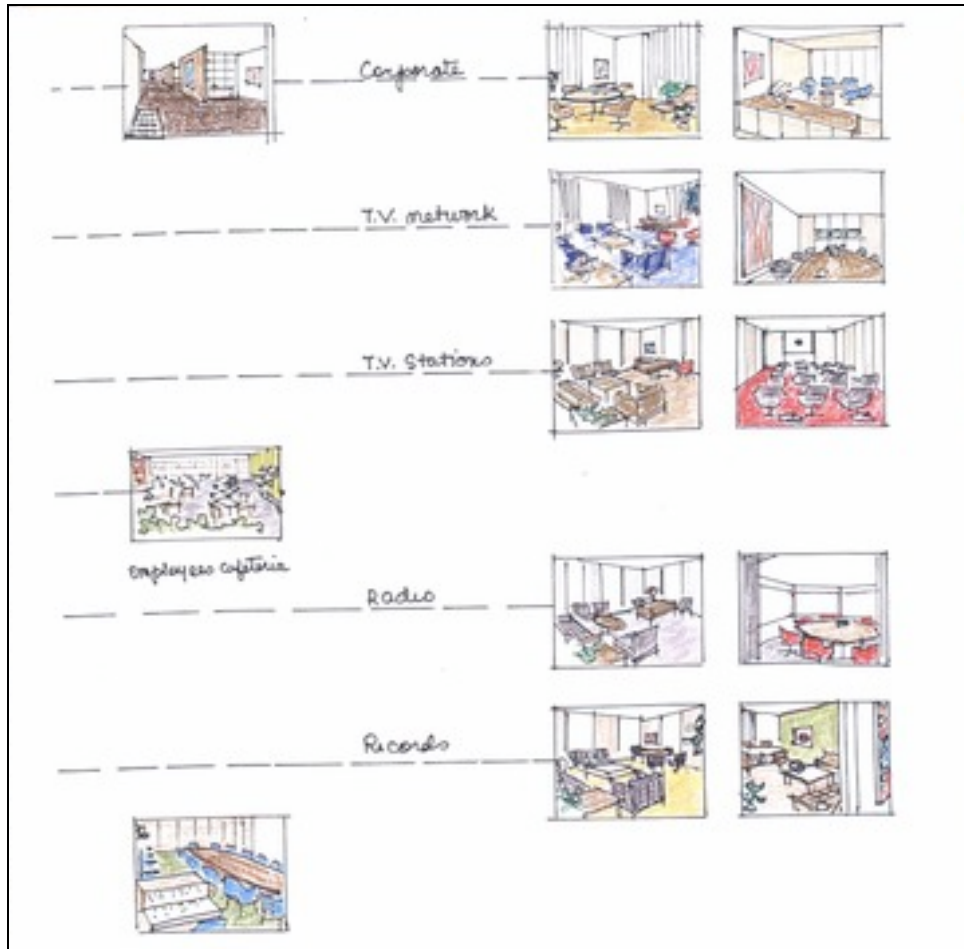 Corporate
T.V. network
T.V. Stations
Employees Cafeteria
Radio
Records